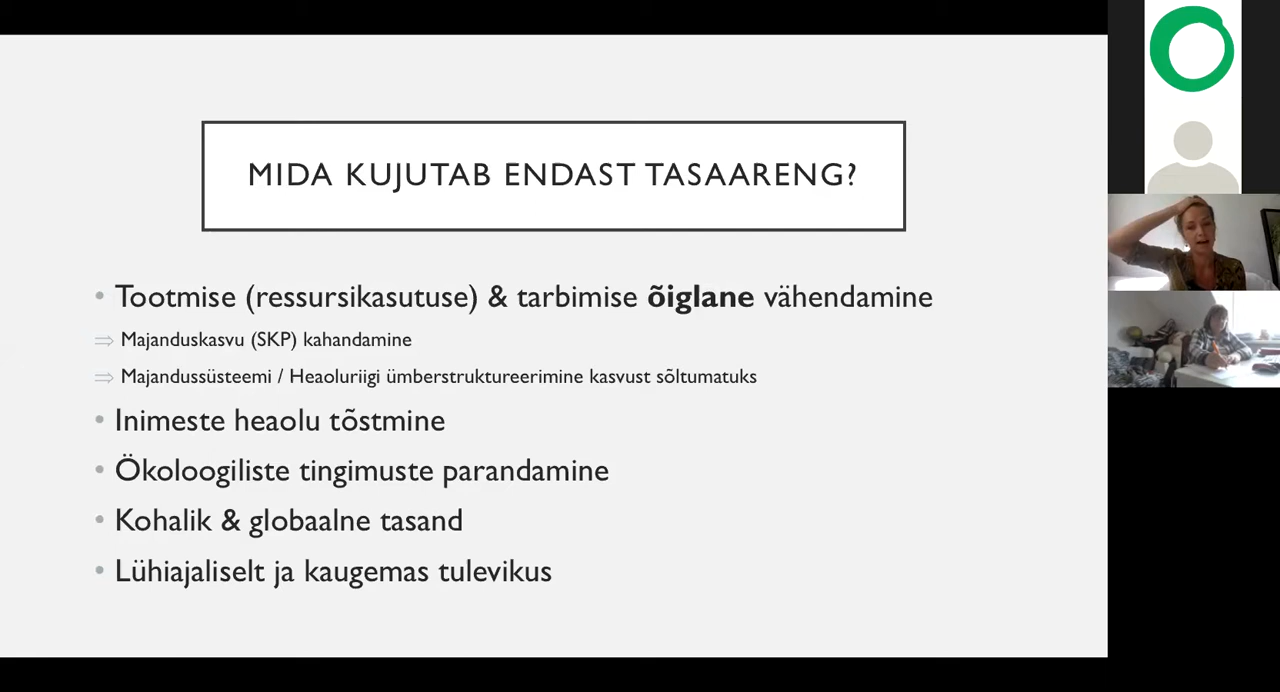 MIDA KUJUTAB ENDAST TASAARENG?
• Tootmise (ressursikasutuse) & tarbimise õiglane vähendamine
⇒ Majanduskasvu (SKP) kahandamine
⇒ Majandussüsteemi / Heaoluriigi ümberstruktureerimine kasvust sõltumatuks
• Inimeste heaolu tõstmine
• Ökoloogiliste tingimuste parandamine
• Kohalik & globaalne tasand
• Lühiajaliselt ja kaugemas tulevikus